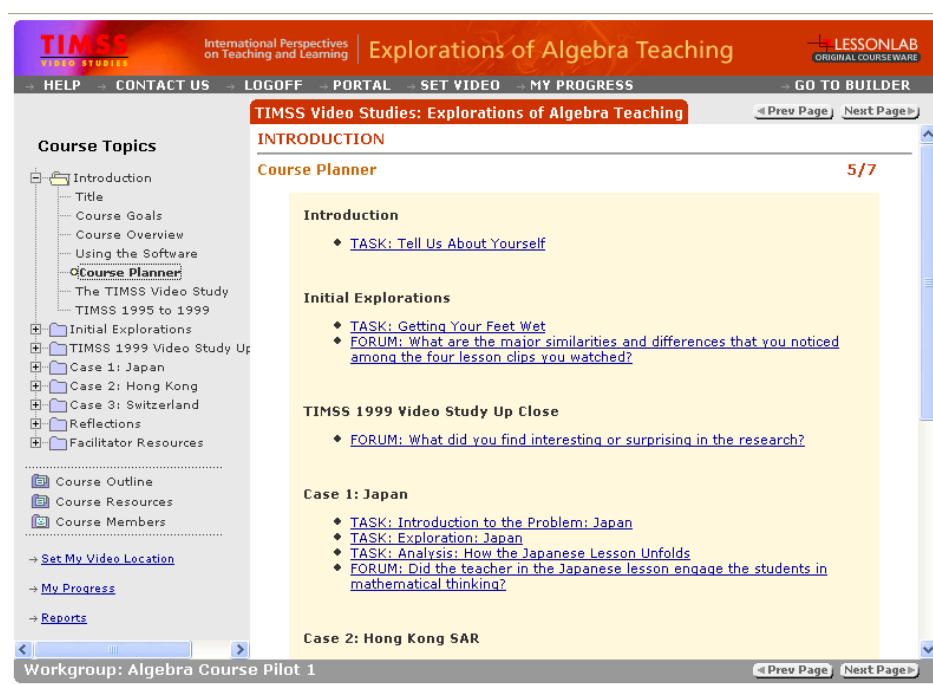 TIMSS
VIDEO STUDIES
International Perspectives
on Teaching and Learning
Explorations of Algebra Teaching
LESSONLAB
ORIGINAL COURSEWARE
→ HELP → CONTACT US → LOGOFF → PORTAL → SET VIDEO → MY PROGRESS → GO TO BUILDER
TIMSS Video Studies: Explorations of Algebra Teaching
Prev Page Next Page
Course Topics
Introduction
Title
Course Goals
Course Overview
Using the Software
Course Planner
The TIMSS Video Study
TIMSS 1995 to 1999
Initial Explorations
TIMSS 1999 Video Study Up
Case 1: Japan
Case 2: Hong Kong
Case 3: Switzerland
Reflections
Facilitator Resources
Course Outline
Course Resources
Course Members
→ Set My Video Location
→ My Progress
→ Reports
INTRODUCTION
Course Planner 5/7
Introduction
TASK: Tell Us About Yourself
Initial Explorations
TASK: Getting Your Feet Wet
FORUM: What are the major similarities and differences that you noticed
among the four lesson clips you watched?
TIMSS 1999 Video Study Up Close
FORUM: What did you find interesting or surprising in the research?
Case 1: Japan
TASK: Introduction to the Problem: Japan
TASK: Exploration: Japan
TASK: Analysis: How the Japanese Lesson Unfolds
FORUM: Did the teacher in the Japanese lesson engage the students in
mathematical thinking?
Case 2: Hong Kong SAR
Workgroup: Algebra Course Pilot 1
Prev Page Next Page